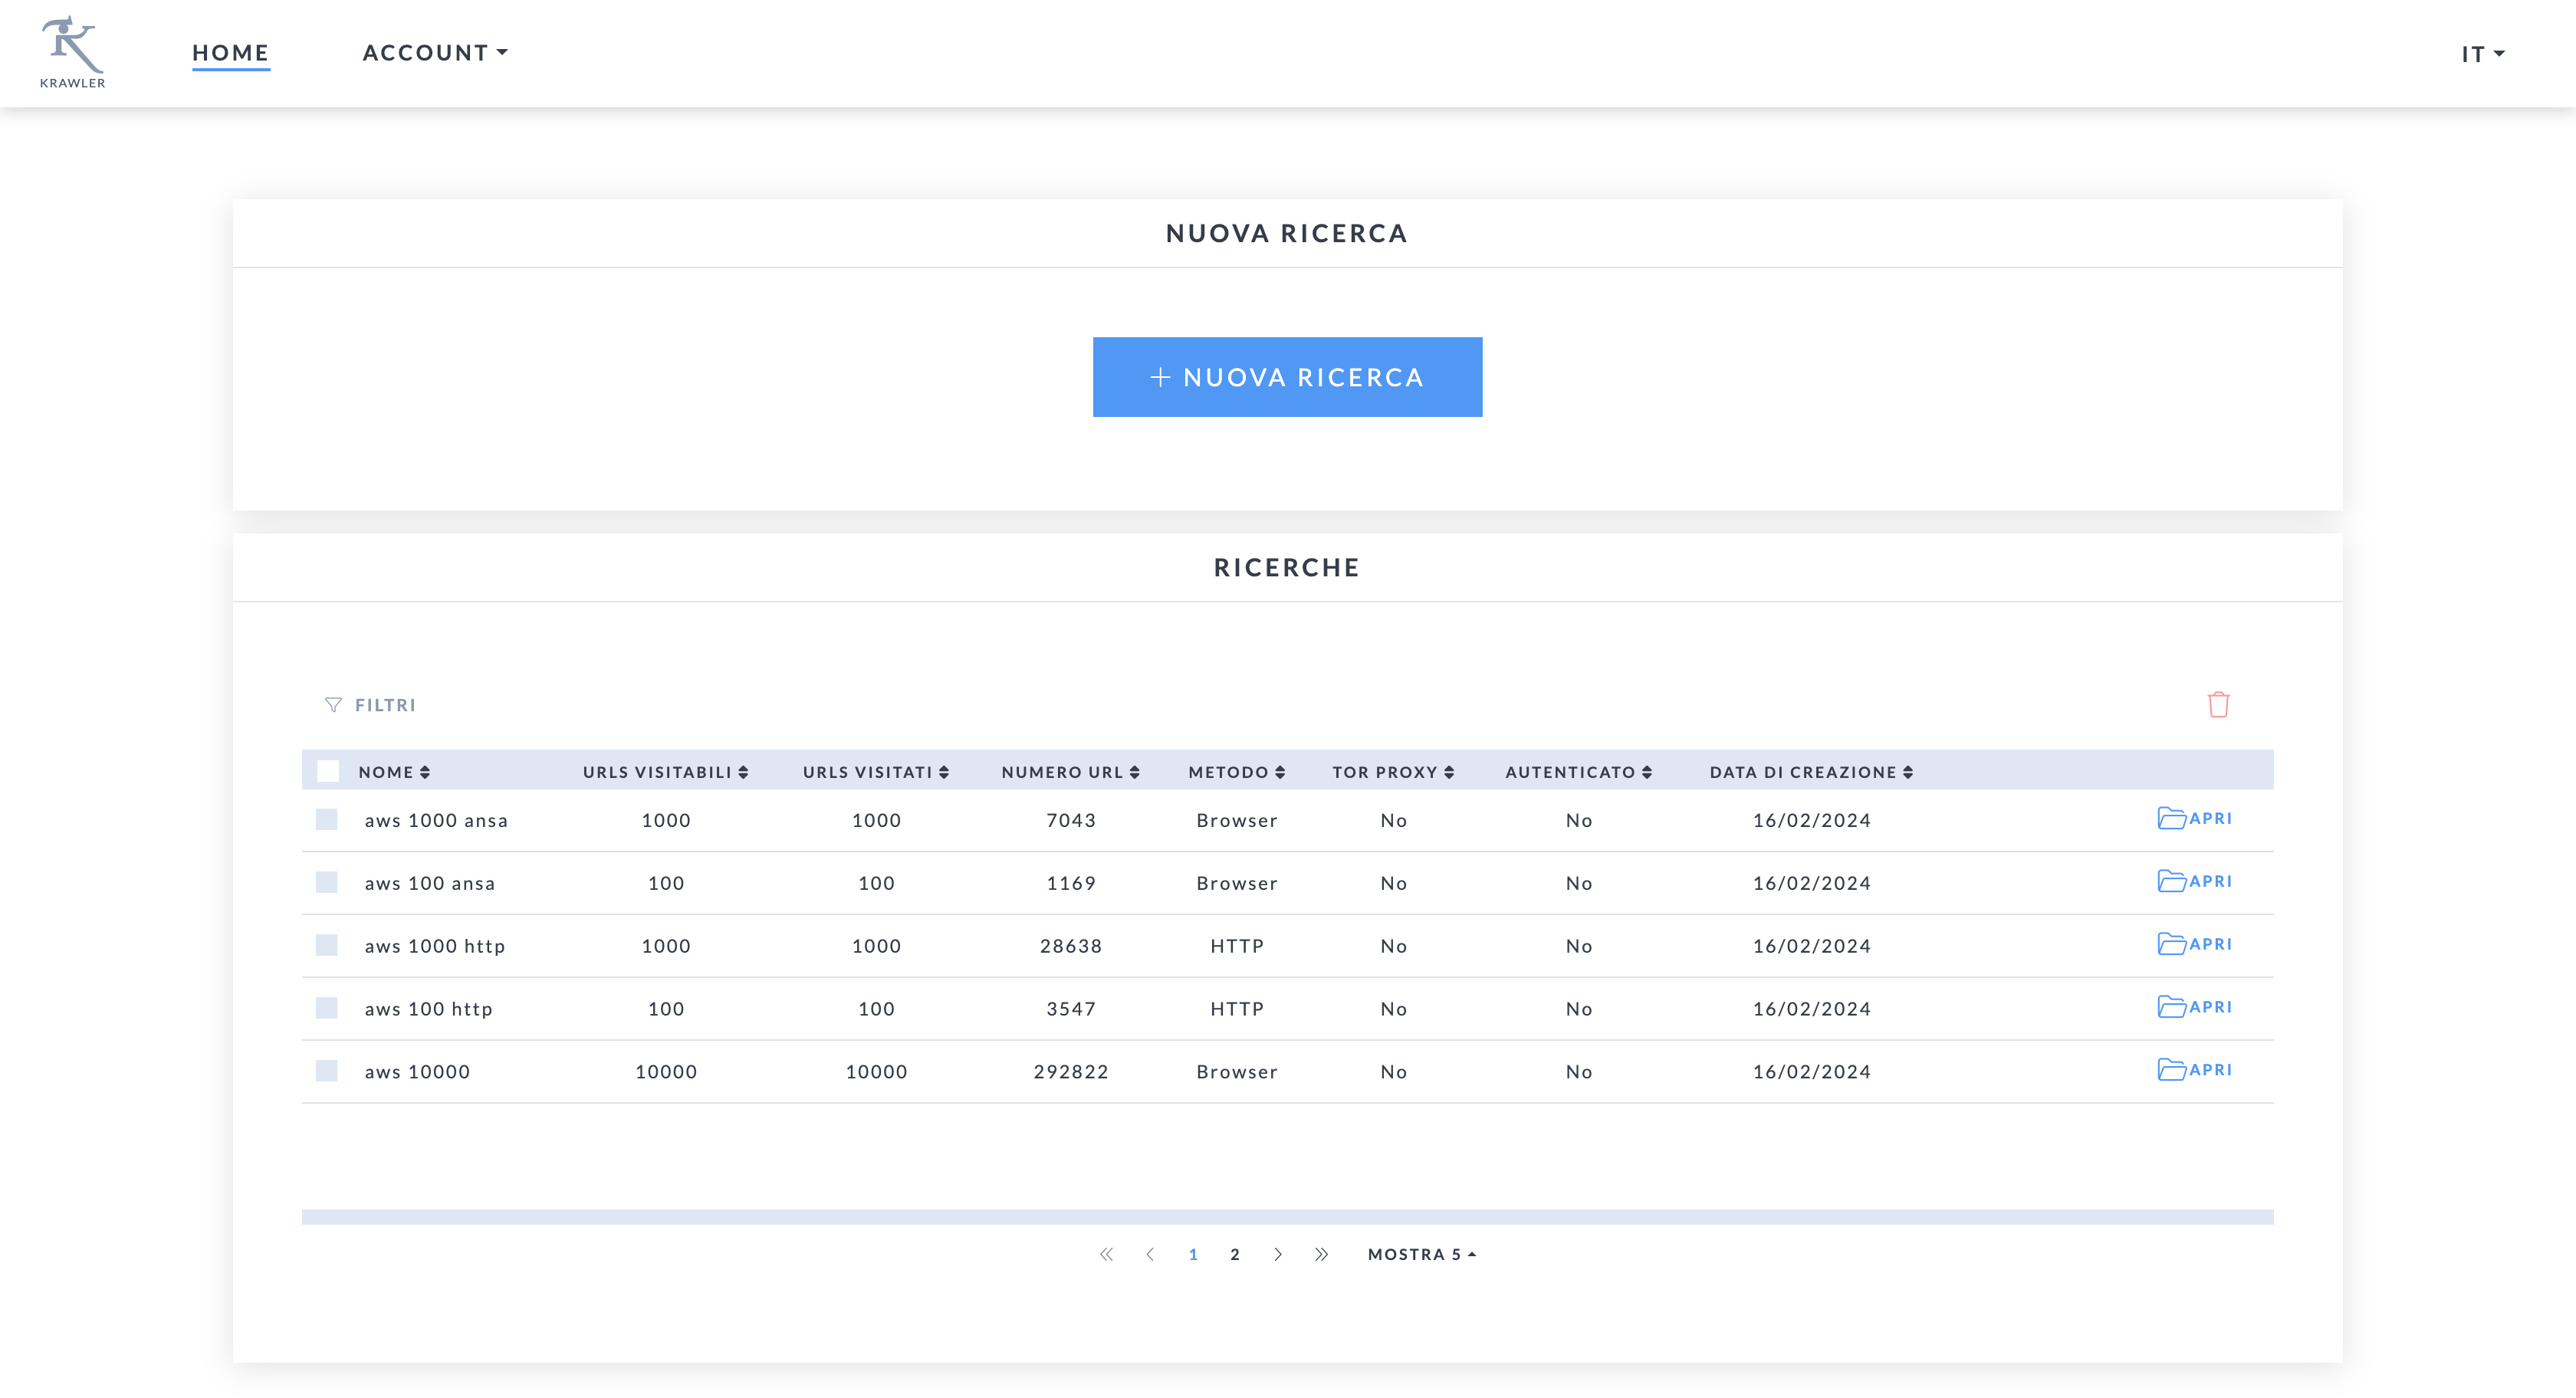 HOME ACCOUNT IT
KRAWLER
NUOVA RICERCA
+ NUOVA RICERCA
RICERCHE
FILTRI
NOME URLS VISITABILI URLS VISITATI NUMERO URL METODO TOR PROXY AUTENTICATO DATA DI CREAZIONE
aws 1000 ansa 1000 1000 7043 Browser No No 16/02/2024 APRI
aws 100 ansa 100 100 1169 Browser No No 16/02/2024 APRI
aws 1000 http 1000 1000 28638 HTTP No No 16/02/2024 APRI
aws 100 http 100 100 3547 HTTP No No 16/02/2024 APRI
aws 10000 10000 10000 292822 Browser No No 16/02/2024 APRI
1 2 MOSTRA 5